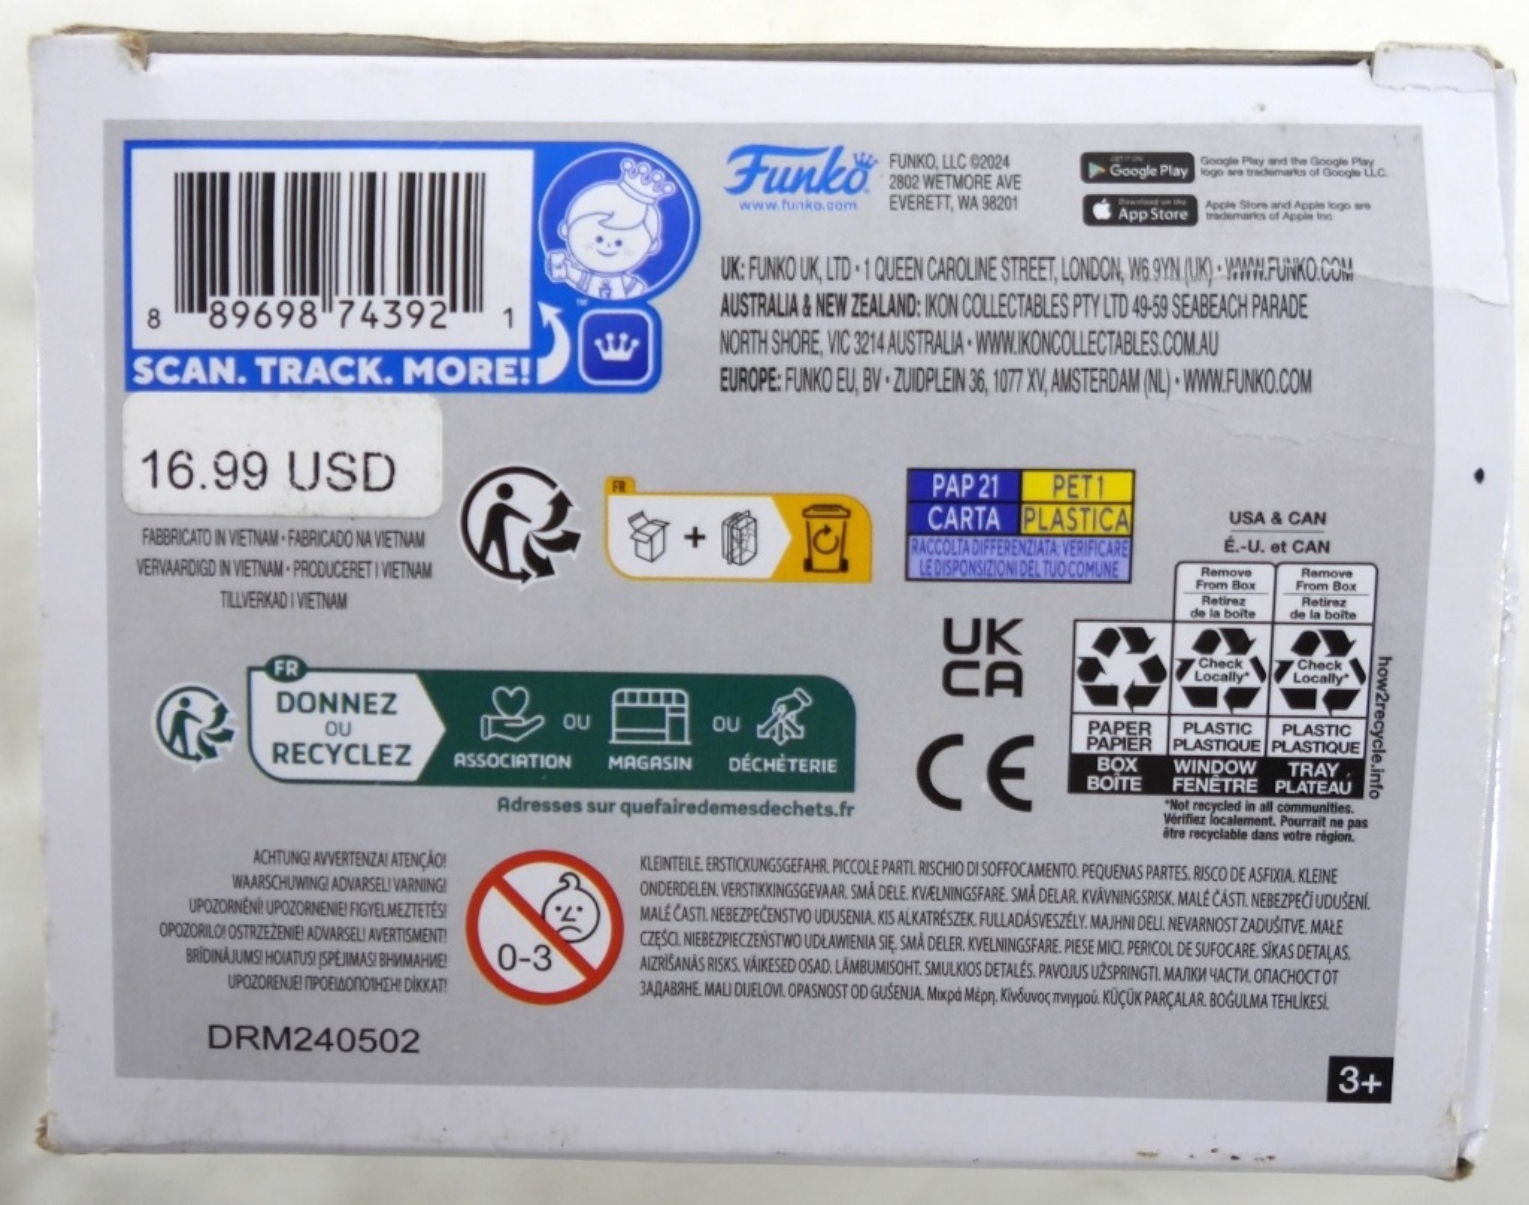 8 89698 74392 1
SCAN. TRACK. MORE!
™
Funko
www.funko.com
FUNKO, LLC ©2024
2802 WETMORE AVE
EVERETT, WA 98201
GET IT ON
Google Play
Google Play and the Google Play
logo are trademarks of Google LLC.
Download on the
App Store
Apple Store and Apple logo are
trademarks of Apple Inc
UK: FUNKO UK, LTD • 1 QUEEN CAROLINE STREET, LONDON, W6 9YN (UK) • WWW.FUNKO.COM
AUSTRALIA & NEW ZEALAND: IKON COLLECTABLES PTY LTD 49-59 SEABEACH PARADE
NORTH SHORE, VIC 3214 AUSTRALIA • WWW.IKONCOLLECTABLES.COM.AU
EUROPE: FUNKO EU, BV • ZUIDPLEIN 36, 1077 XV, AMSTERDAM (NL) • WWW.FUNKO.COM
16.99 USD
FABBRICATO IN VIETNAM • FABRICADO NA VIETNAM
VERVAARDIGD IN VIETNAM • PRODUCERET I VIETNAM
TILLVERKAD I VIETNAM
FR
+
PAP 21 PET 1
CARTA PLASTICA
RACCOLTA DIFFERENZIATA: VERIFICARE
LE DISPONSIZIONI DEL TUO COMUNE
USA & CAN
É.-U. et CAN
Remove From Box Remove From Box
Retirez de la boîte Retirez de la boîte
Check Locally* Check Locally*
PAPER PLASTIC PLASTIC
PAPIER PLASTIQUE PLASTIQUE
BOX WINDOW TRAY
BOÎTE FENÊTRE PLATEAU
how2recycle.info
*Not recycled in all communities.
Vérifiez localement. Pourrait ne pas
être recyclable dans votre région.
UK
CA
CE
FR
DONNEZ
OU
RECYCLEZ
ASSOCIATION OU MAGASIN OU DÉCHÈTERIE
Adresses sur quefairedemesdechets.fr
ACHTUNG! AVVERTENZA! ATENÇÃO!
WAARSCHUWING! ADVARSEL! VARNING!
UPOZORNĚNÍ! UPOZORNENIE! FIGYELMEZTETÉS!
OPOZORILO! OSTRZEŻENIE! ADVARSEL! AVERTISMENT!
BRĪDINĀJUMS! HOIATUS! ĮSPĖJIMAS! ВНИМАНИЕ!
UPOZORENJE! ΠΡΟΕΙΔΟΠΟΙΗΣΗ! DİKKAT!
0-3
KLEINTEILE. ERSTICKUNGSGEFAHR. PICCOLE PARTI. RISCHIO DI SOFFOCAMENTO. PEQUENAS PARTES. RISCO DE ASFIXIA. KLEINE
ONDERDELEN. VERSTIKKINGSGEVAAR. SMÅ DELE. KVÆLNINGSFARE. SMÅ DELAR. KVÄVNINGSRISK. MALÉ ČÁSTI. NEBEZPEČÍ UDUŠENÍ.
MALÉ ČASTI. NEBEZPEČENSTVO UDUSENIA. KIS ALKATRÉSZEK. FULLADÁSVESZÉLY. MAJHNI DELI. NEVARNOST ZADUŠITVE. MAŁE
CZĘŚCI. NIEBEZPIECZEŃSTWO UDŁAWIENIA SIĘ. SMÅ DELER. KVELNINGSFARE. PIESE MICI. PERICOL DE SUFOCARE. SĪKAS DETAĻAS.
AIZRĪŠANĀS RISKS. VÄIKESED OSAD. LÄMBUMISOHT. SMULKIOS DETALĖS. PAVOJUS UŽSPRINGTI. МАЛКИ ЧАСТИ. ОПАСНОСТ ОТ
ЗАДАВЯНЕ. MALI DIJELOVI. OPASNOST OD GUŠENJA. Μικρά Μέρη. Κίνδυνος πνιγμού. KÜÇÜK PARÇALAR. BOĞULMA TEHLİKESİ.
DRM240502
3+